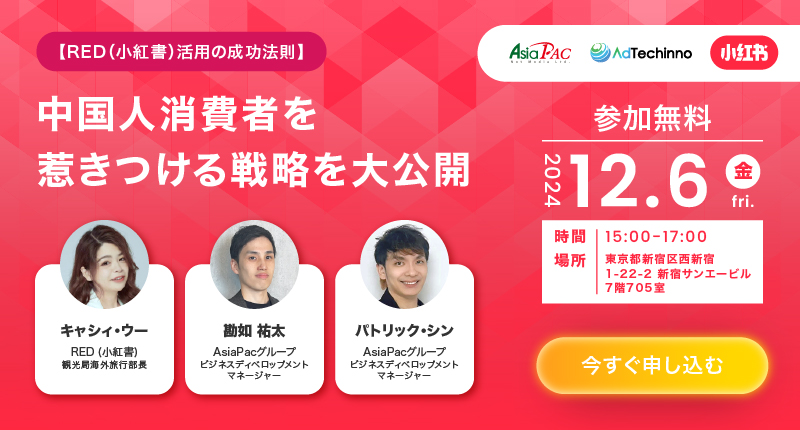 【RED（小紅書）活用の成功法則】
AsiaPAC
Net Media Ltd.
AdTechinno
小红书
中国人消費者を
惹きつける戦略を大公開
参加無料
2024
12.6
金
fri.
時間
15:00-17:00
場所
東京都新宿区西新宿
1-22-2 新宿サンエービル
7階705室
キャシィ・ウー
RED (小紅書)
観光局海外旅行部長
勘如 祐太
AsiaPacグループ
ビジネスディベロップメント
マネージャー
パトリック・シン
AsiaPacグループ
ビジネスディベロップメント
マネージャー
今すぐ申し込む